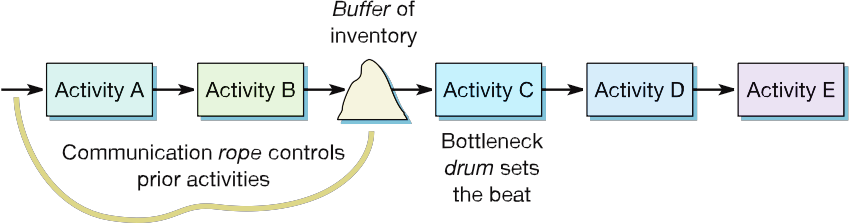 Buffer of
inventory
Activity A
Activity B
Activity C
Activity D
Activity E
Communication rope controls
prior activities
Bottleneck
drum sets
the beat